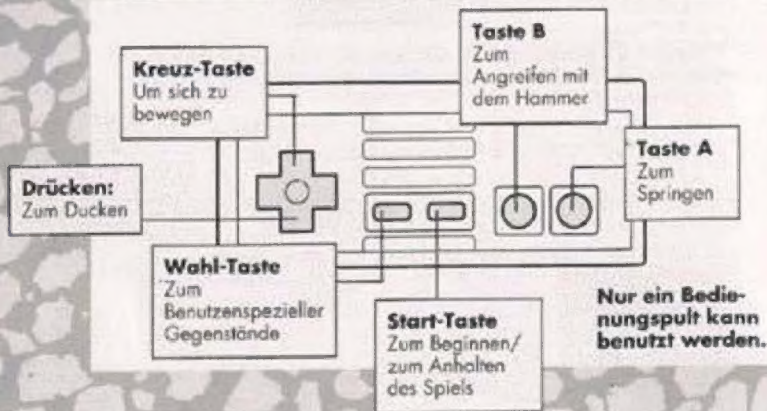 Taste B
Zum
Angreifen mit
dem Hammer
Kreuz-Taste
Um sich zu
bewegen
Taste A
Zum
Springen
Drücken:
Zum Ducken
Wahl-Taste
Zum
Benutzenspezieller
Gegenstände
Start-Taste
Zum Beginnen/
zum Anhalten
des Spiels
Nur ein Bedie-
nungspult kann
benutzt werden.